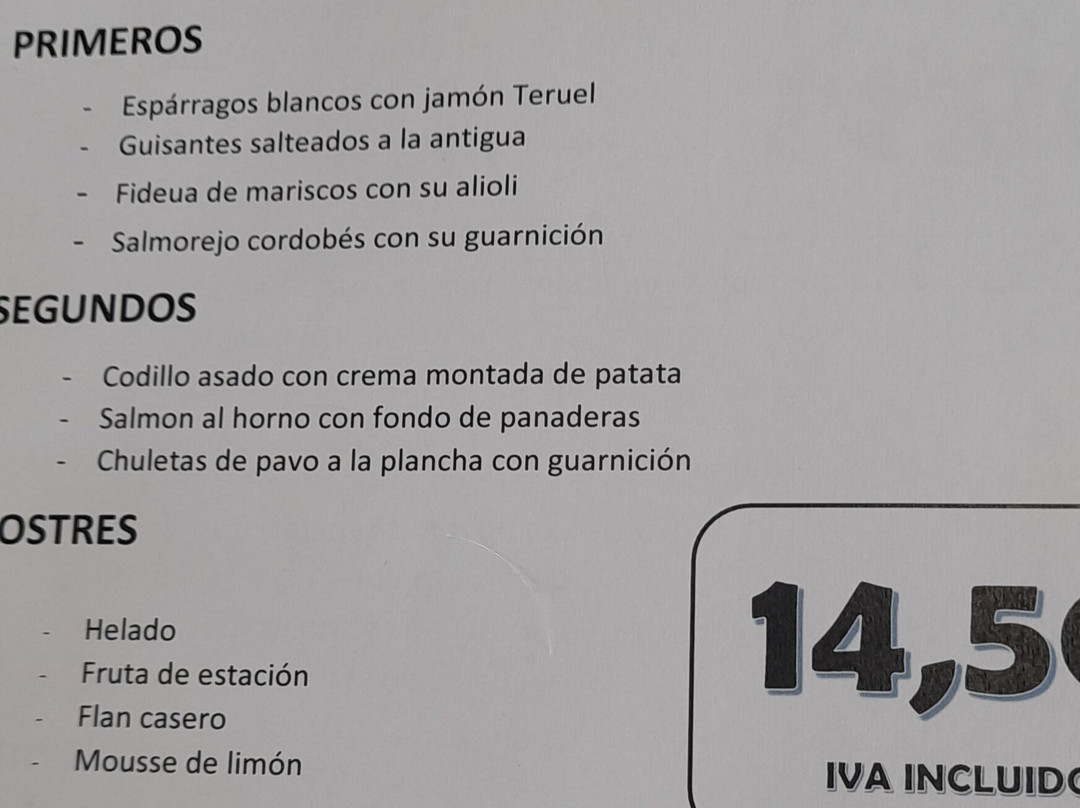 PRIMEROS
- Espárragos blancos con jamón Teruel
- Guisantes salteados a la antigua
- Fideua de mariscos con su alioli
- Salmorejo cordobés con su guarnición
SEGUNDOS
- Codillo asado con crema montada de patata
- Salmon al horno con fondo de panaderas
- Chuletas de pavo a la plancha con guarnición
OSTRES
- Helado
- Fruta de estación
- Flan casero
- Mousse de limón
14,5
IVA INCLUIDO